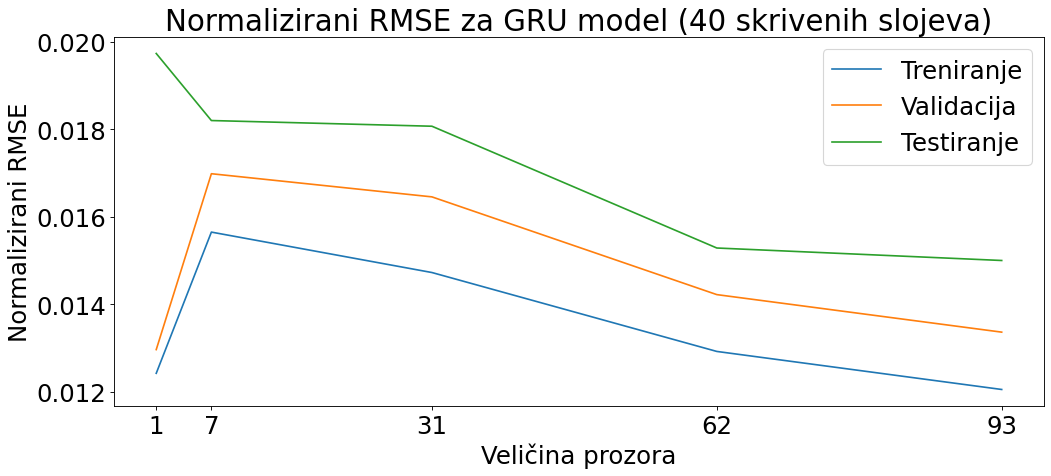 Normalizirani RMSE za GRU model (40 skrivenih slojeva)
Normalizirani RMSE
0.020
0.018
0.016
0.014
0.012
Treniranje
Validacija
Testiranje
1 7 31 62 93
Veličina prozora